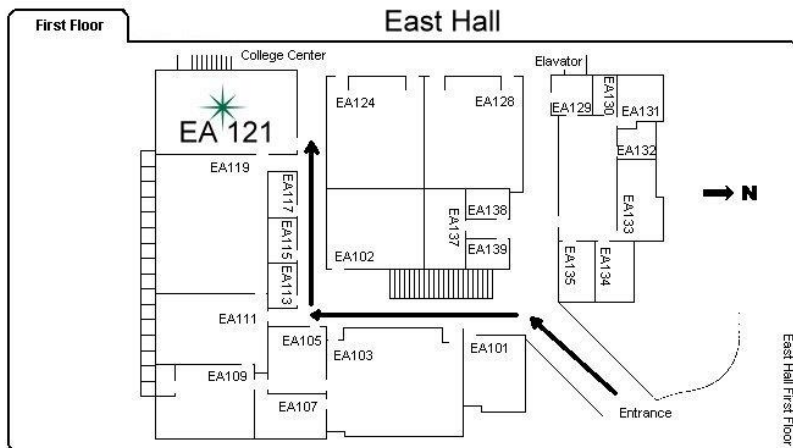 First Floor
East Hall
College Center
Elavator
EA124
EA128
EA129
EA130
EA131
EA 121
EA132
EA119
EA117
EA138
EA133
N
EA115
EA137
EA102
EA139
EA135
EA134
EA113
EA111
EA105
EA103
EA101
EA109
EA107
Entrance
East Hall First Floor